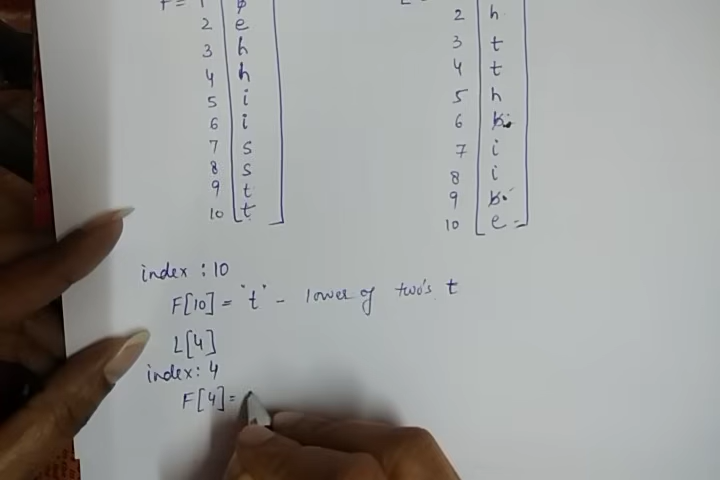 F = 1
2 e 2 h
3 h 3 t
4 h 4 t
5 i 5 h
6 i 6
7 s 7 i
8 s 8 i
9 t 9
10 t 10 e
index : 10
F[10] = "t" - lower of two's t
L[4]
index: 4
F[4] =